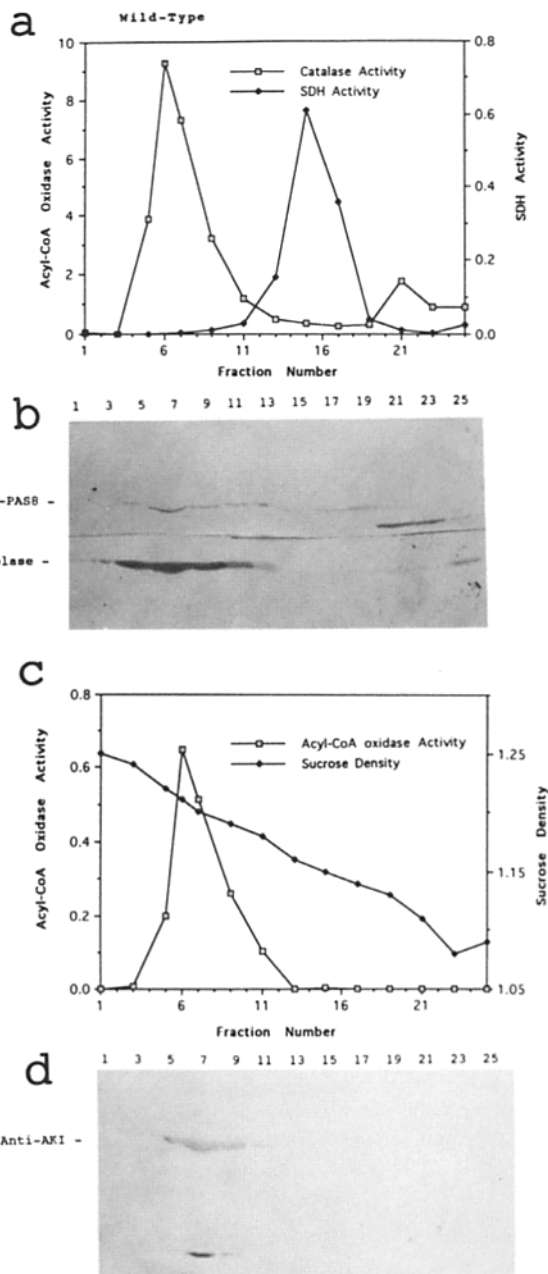 a
Wild-Type
Catalase Activity
SDH Activity
Acyl-CoA Oxidase Activity
SDH Activity
10
8
6
4
2
0
0.8
0.6
0.4
0.2
0.0
1 6 11 16 21
Fraction Number
b
1 3 5 7 9 11 13 15 17 19 21 23 25
-PAS8 -
lase -
c
Acyl-CoA oxidase Activity
Sucrose Density
Acyl-CoA Oxidase Activity
Sucrose Density
0.8
0.6
0.4
0.2
0.0
1.25
1.15
1.05
1 6 11 16 21
Fraction Number
d
1 3 5 7 9 11 13 15 17 19 21 23 25
Anti-AKI -